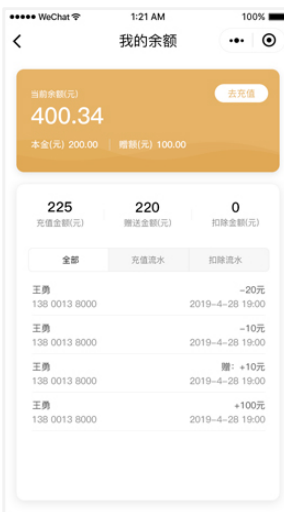 WeChat 1:21 AM 100%
我的余额
当前余额(元) 去充值
400.34
本金(元) 200.00 | 赠额(元) 100.00
225 220 0
充值金额(元) 赠送金额(元) 扣除金额(元)
全部 充值流水 扣除流水
王勇 -20元
138 0013 8000 2019-4-28 19:00
王勇 -10元
138 0013 8000 2019-4-28 19:00
王勇 赠: +10元
138 0013 8000 2019-4-28 19:00
王勇 +100元
138 0013 8000 2019-4-28 19:00